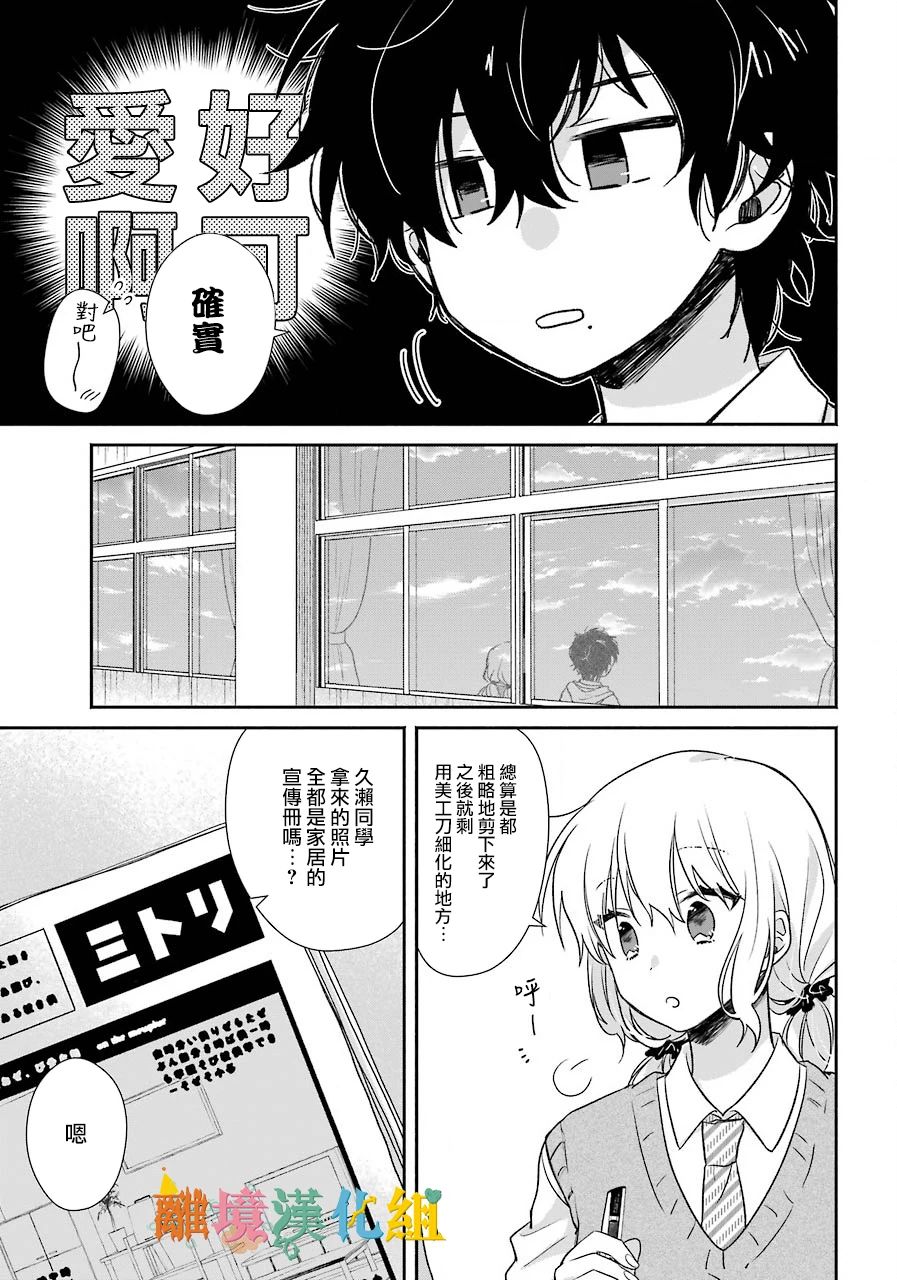 好可
愛啊
確實
對吧
總算是都
粗略地剪下來了
之後就剩
用美工刀細化的地方…
呼ー
久瀨同學
拿來的照片
全都是家居的
宣傳冊嗎…?
ミトリ
on the metaphor
嗯
離境漢化組